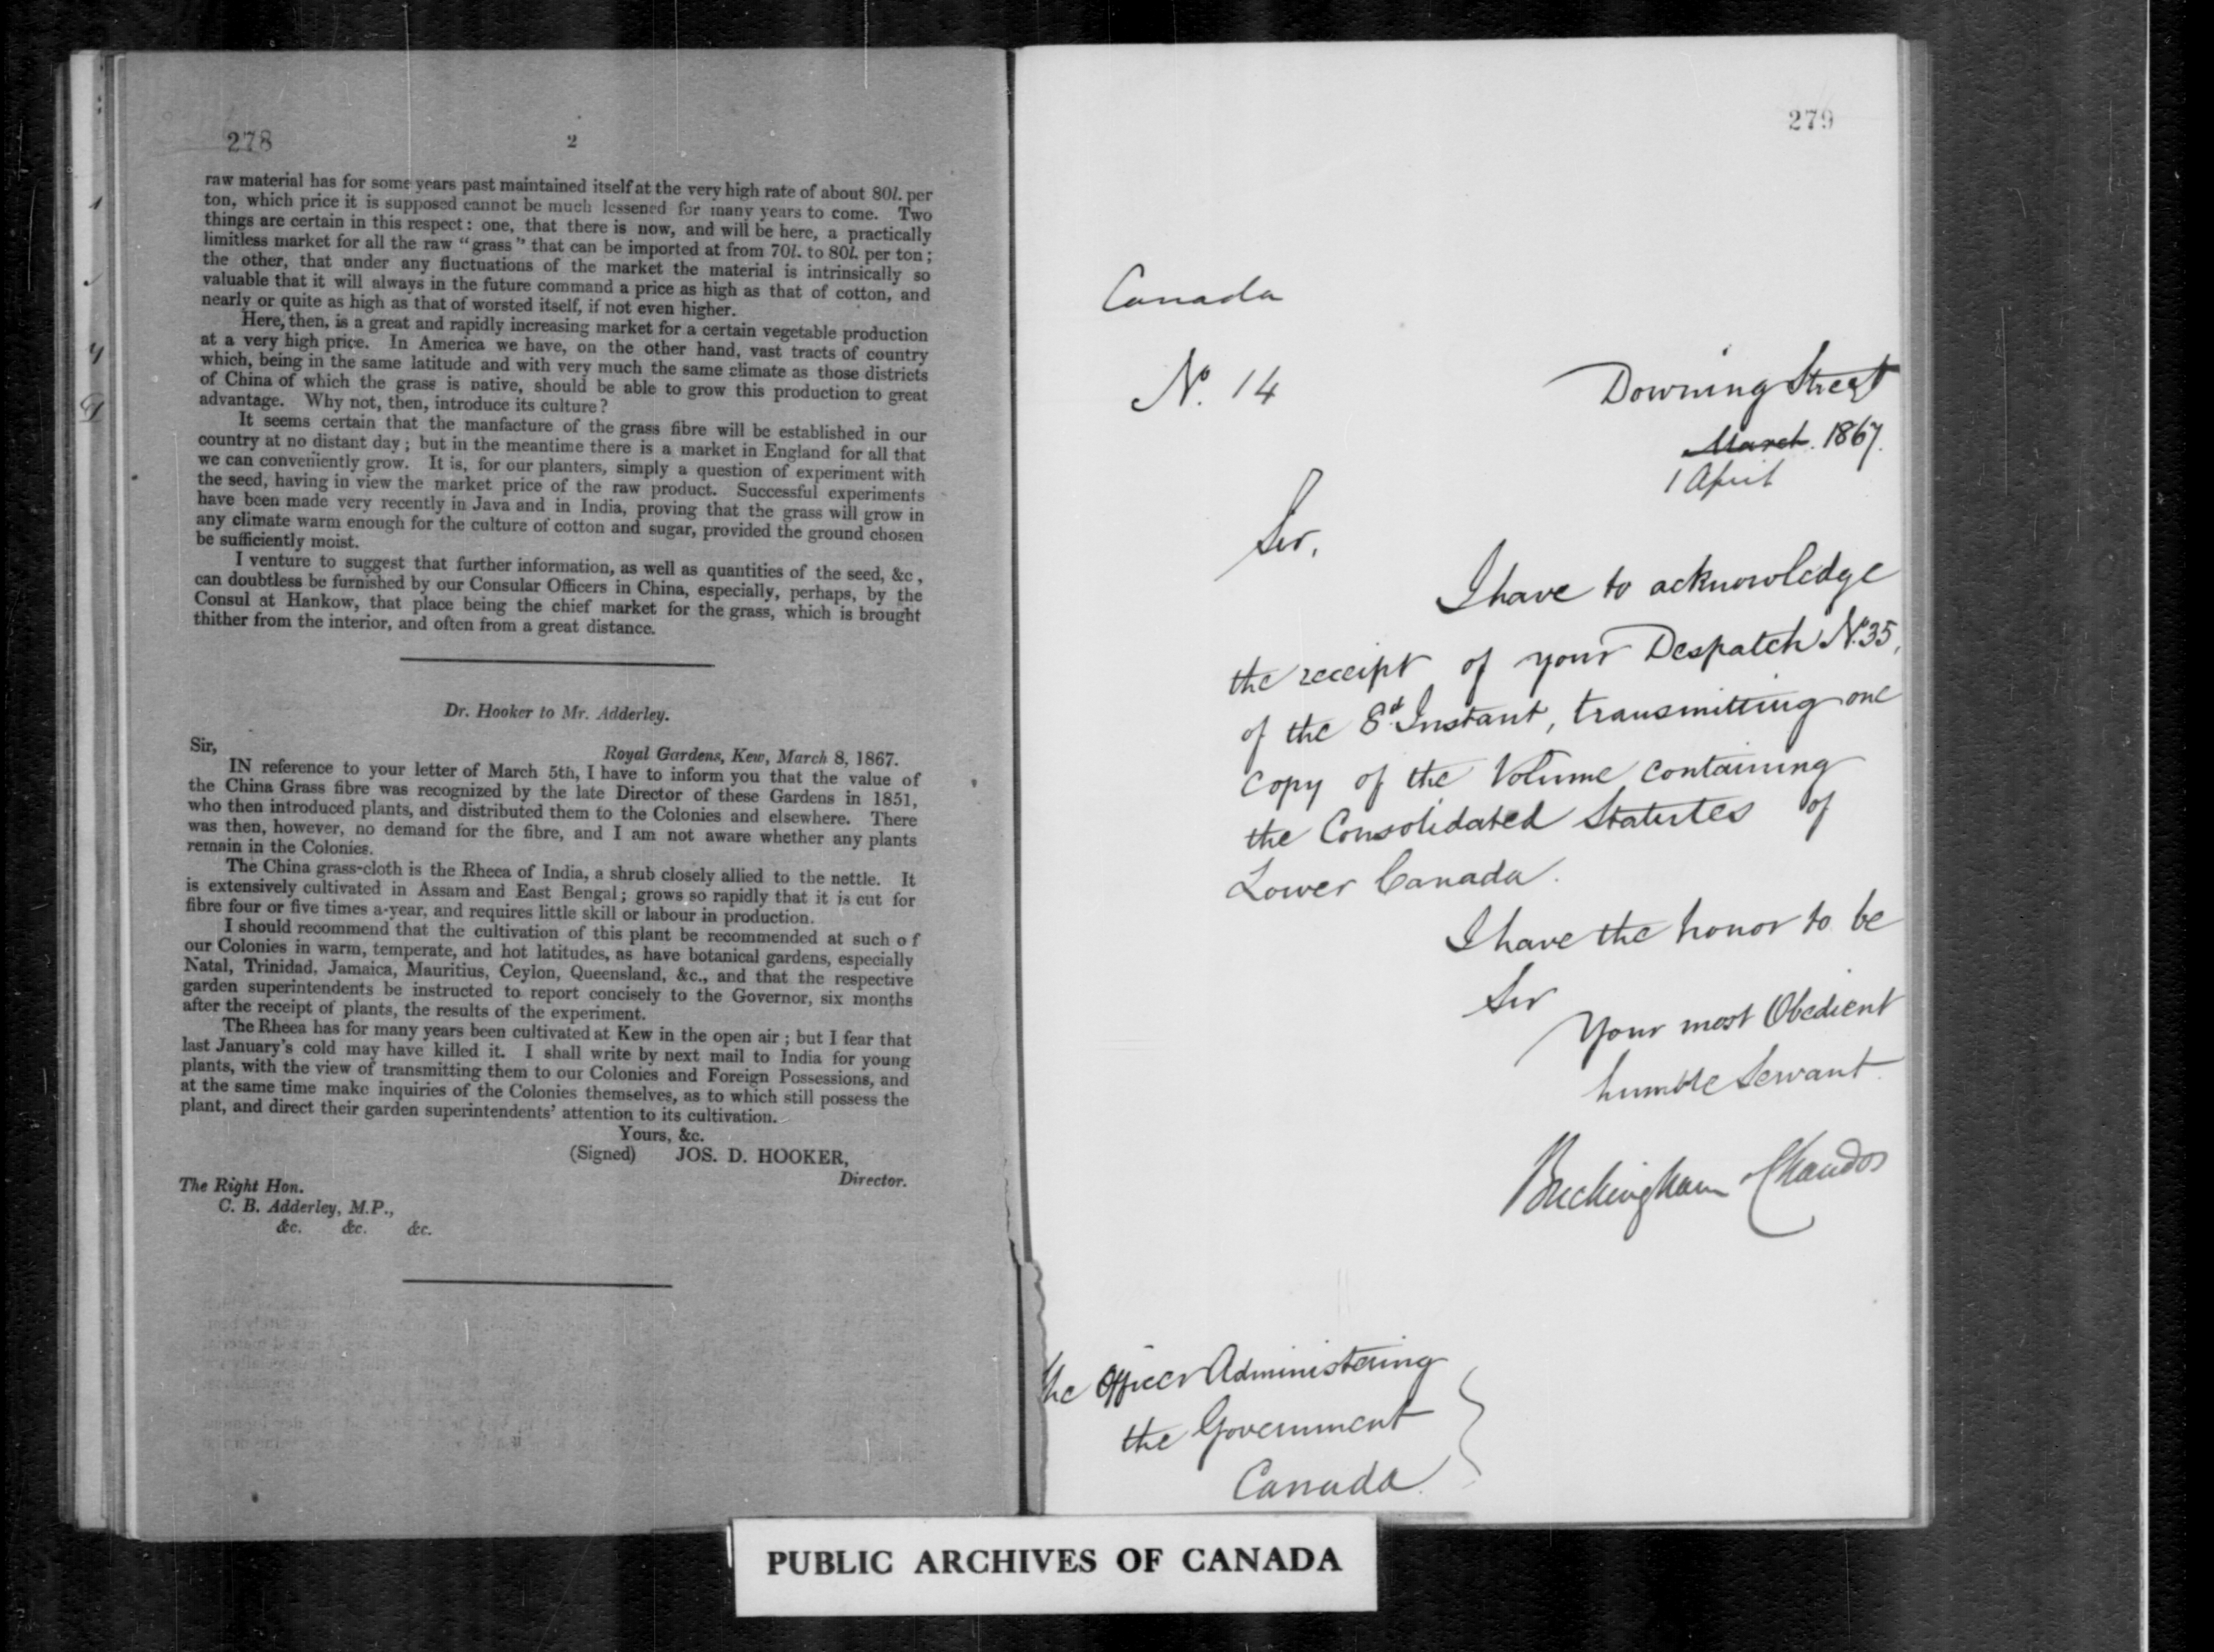 278
2
raw material has for some years past maintained itself at the very high rate of about 80l. per
ton, which price it is supposed cannot be much lessened for many years to come. Two
things are certain in this respect: one, that there is now, and will be here, a practically
limitless market for all the raw "grass" that can be imported at from 70l. to 80l. per ton;
the other, that under any fluctuations of the market the material is intrinsically so
valuable that it will always in the future command a price as high as that of cotton, and
nearly or quite as high as that of worsted itself, if not even higher.
Here, then, is a great and rapidly increasing market for a certain vegetable production
at a very high price. In America we have, on the other hand, vast tracts of country
which, being in the same latitude and with very much the same climate as those districts
of China of which the grass is native, should be able to grow this production to great
advantage. Why not, then, introduce its culture?
It seems certain that the manfacture of the grass fibre will be established in our
country at no distant day; but in the meantime there is a market in England for all that
we can conveniently grow. It is, for our planters, simply a question of experiment with
the seed, having in view the market price of the raw product. Successful experiments
have been made very recently in Java and in India, proving that the grass will grow in
any climate warm enough for the culture of cotton and sugar, provided the ground chosen
be sufficiently moist.
I venture to suggest that further information, as well as quantities of the seed, &c,
can doubtless be furnished by our Consular Officers in China, especially, perhaps, by the
Consul at Hankow, that place being the chief market for the grass, which is brought
thither from the interior, and often from a great distance.
Dr. Hooker to Mr. Adderley.
Sir,
Royal Gardens, Kew, March 8, 1867.
IN reference to your letter of March 5th, I have to inform you that the value of
the China Grass fibre was recognized by the late Director of these Gardens in 1851,
who then introduced plants, and distributed them to the Colonies and elsewhere. There
was then, however, no demand for the fibre, and I am not aware whether any plants
remain in the Colonies.
The China grass-cloth is the Rheea of India, a shrub closely allied to the nettle. It
is extensively cultivated in Assam and East Bengal; grows so rapidly that it is cut for
fibre four or five times a-year, and requires little skill or labour in production.
I should recommend that the cultivation of this plant be recommended at such of
our Colonies in warm, temperate, and hot latitudes, as have botanical gardens, especially
Natal, Trinidad, Jamaica, Mauritius, Ceylon, Queensland, &c., and that the respective
garden superintendents be instructed to report concisely to the Governor, six months
after the receipt of plants, the results of the experiment.
The Rheea has for many years been cultivated at Kew in the open air; but I fear that
last January's cold may have killed it. I shall write by next mail to India for young
plants, with the view of transmitting them to our Colonies and Foreign Possessions, and
at the same time make inquiries of the Colonies themselves, as to which still possess the
plant, and direct their garden superintendents' attention to its cultivation.
Yours, &c.
(Signed) JOS. D. HOOKER,
Director.
The Right Hon.
C. B. Adderley, M.P.,
&c. &c. &c.
279
Canada
No. 14
Downing Street
March. 1867.
1 April
Sir,
I have to acknowledge
the receipt of your Despatch No. 35,
of the 8th Instant, transmitting one
copy of the Volume containing
the Consolidated Statutes of
Lower Canada.
I have the honor to be
Sir
Your most Obedient
humble Servant.
Buckingham & Chandos
The Officer Administering
the Government
Canada.
PUBLIC ARCHIVES OF CANADA